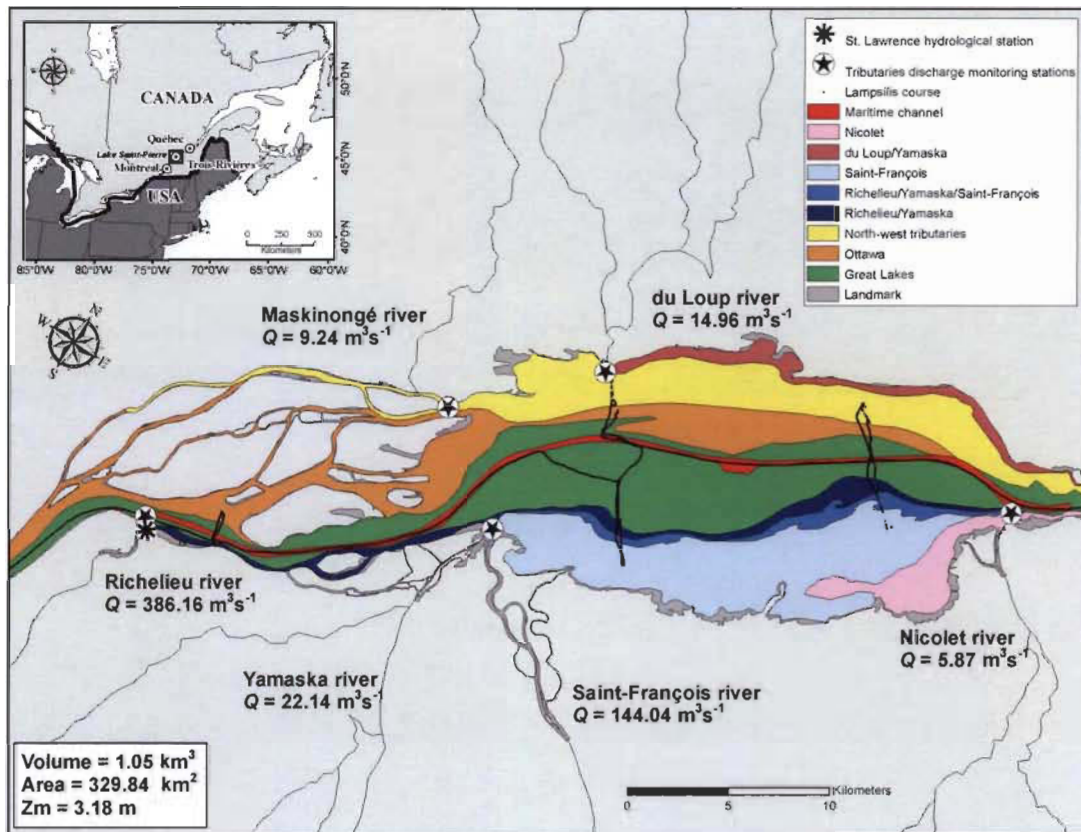 CANADA
Québec
Lake Saint-Pierre
Trois-Rivières
Montreal
USA
0 250 500
Kilometers
85°W 80°W 75°W 70°W 65°W 60°W
50°0'N
45°0'N
40°0'N
N
W
E
S
St. Lawrence hydrological station
Tributaries discharge monitoring stations
Lampsilis course
Maritime channel
Nicolet
du Loup/Yamaska
Saint-François
Richelieu/Yamaska/Saint-François
Richelieu/Yamaska
North-west tributaries
Ottawa
Great Lakes
Landmark
Maskinongé river
Q = 9.24 m³s⁻¹
du Loup river
Q = 14.96 m³s⁻¹
Richelieu river
Q = 386.16 m³s⁻¹
Yamaska river
Q = 22.14 m³s⁻¹
Saint-François river
Q = 144.04 m³s⁻¹
Nicolet river
Q = 5.87 m³s⁻¹
Volume = 1.05 km³
Area = 329.84 km²
Zm = 3.18 m
Kilometers
0 5 10